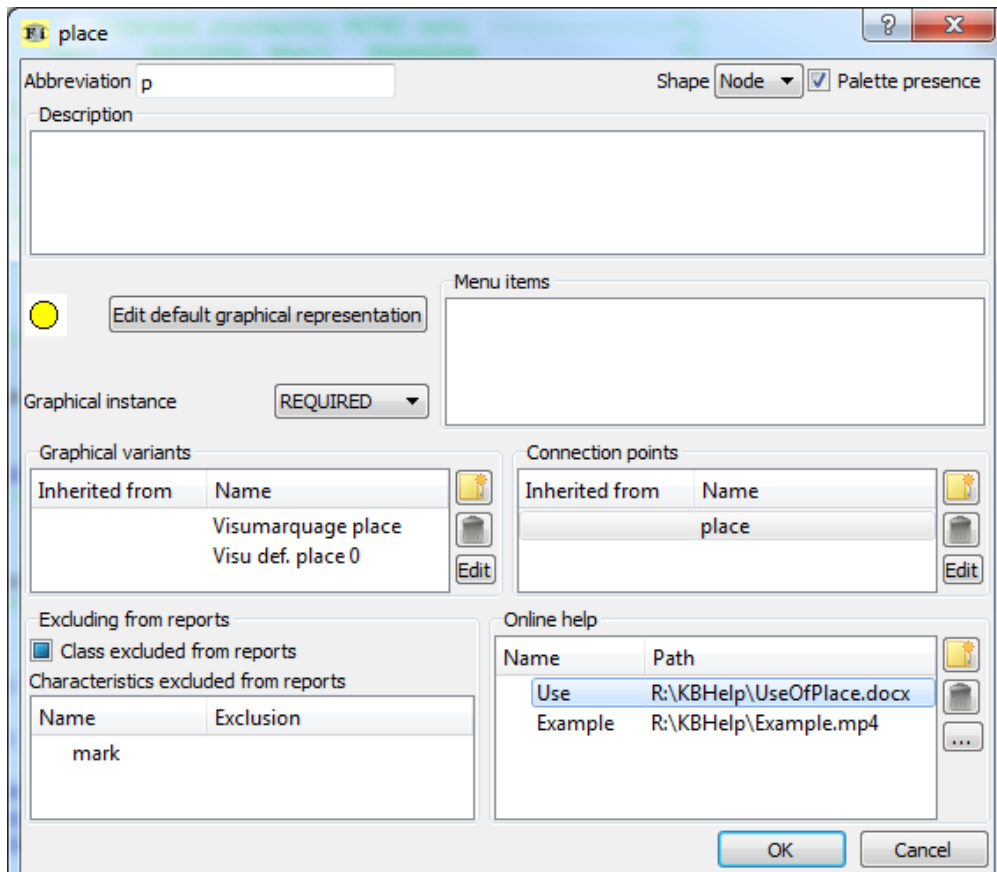 place
Abbreviation p Shape Node Palette presence
Description
Menu items
Edit default graphical representation
Graphical instance REQUIRED
Graphical variants
Inherited from Name
Visumarquage place
Visu def. place 0
Edit
Connection points
Inherited from Name
place
Edit
Excluding from reports
Class excluded from reports
Characteristics excluded from reports
Name Exclusion
mark
Online help
Name Path
Use R:\KBHelp\UseOfPlace.docx
Example R:\KBHelp\Example.mp4
...
OK Cancel